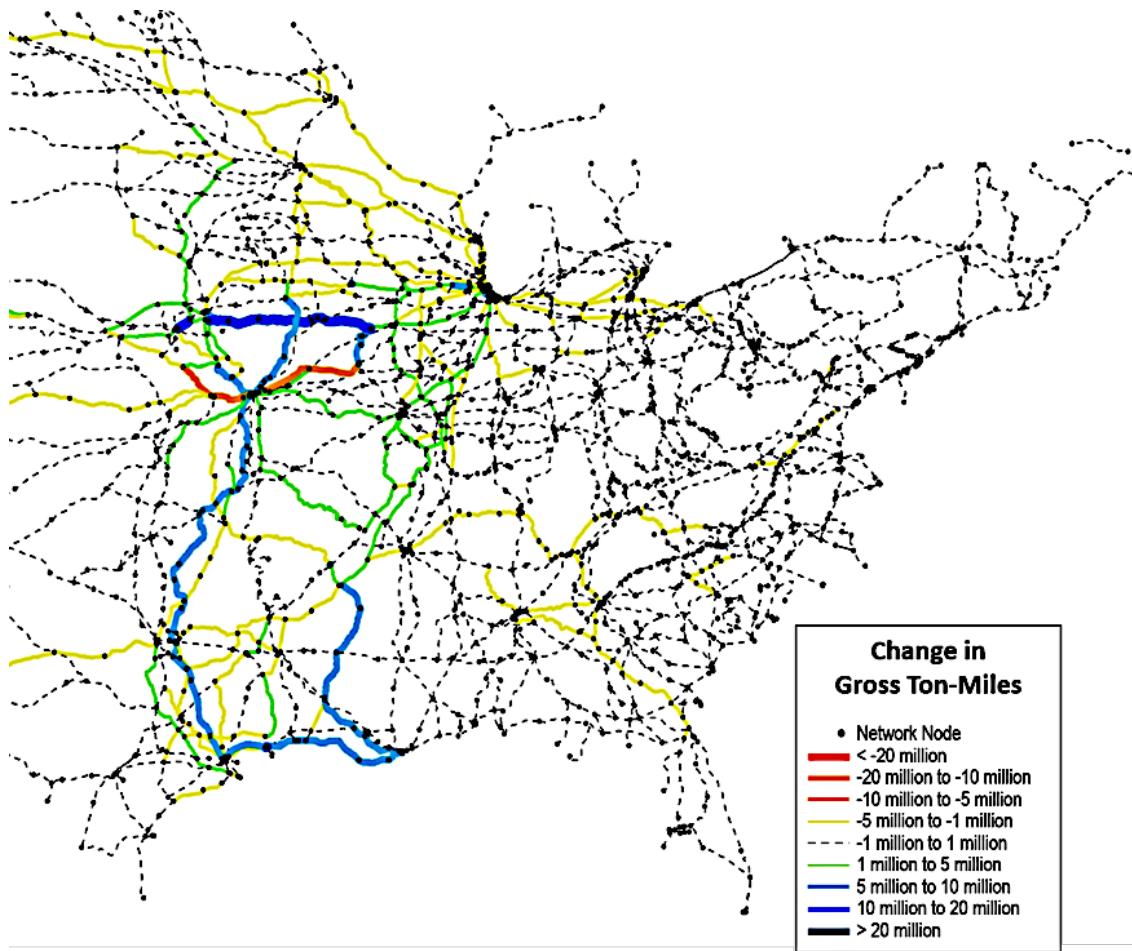 Change in
Gross Ton-Miles
Network Node
< -20 million
-20 million to -10 million
-10 million to -5 million
-5 million to -1 million
-1 million to 1 million
1 million to 5 million
5 million to 10 million
10 million to 20 million
> 20 million